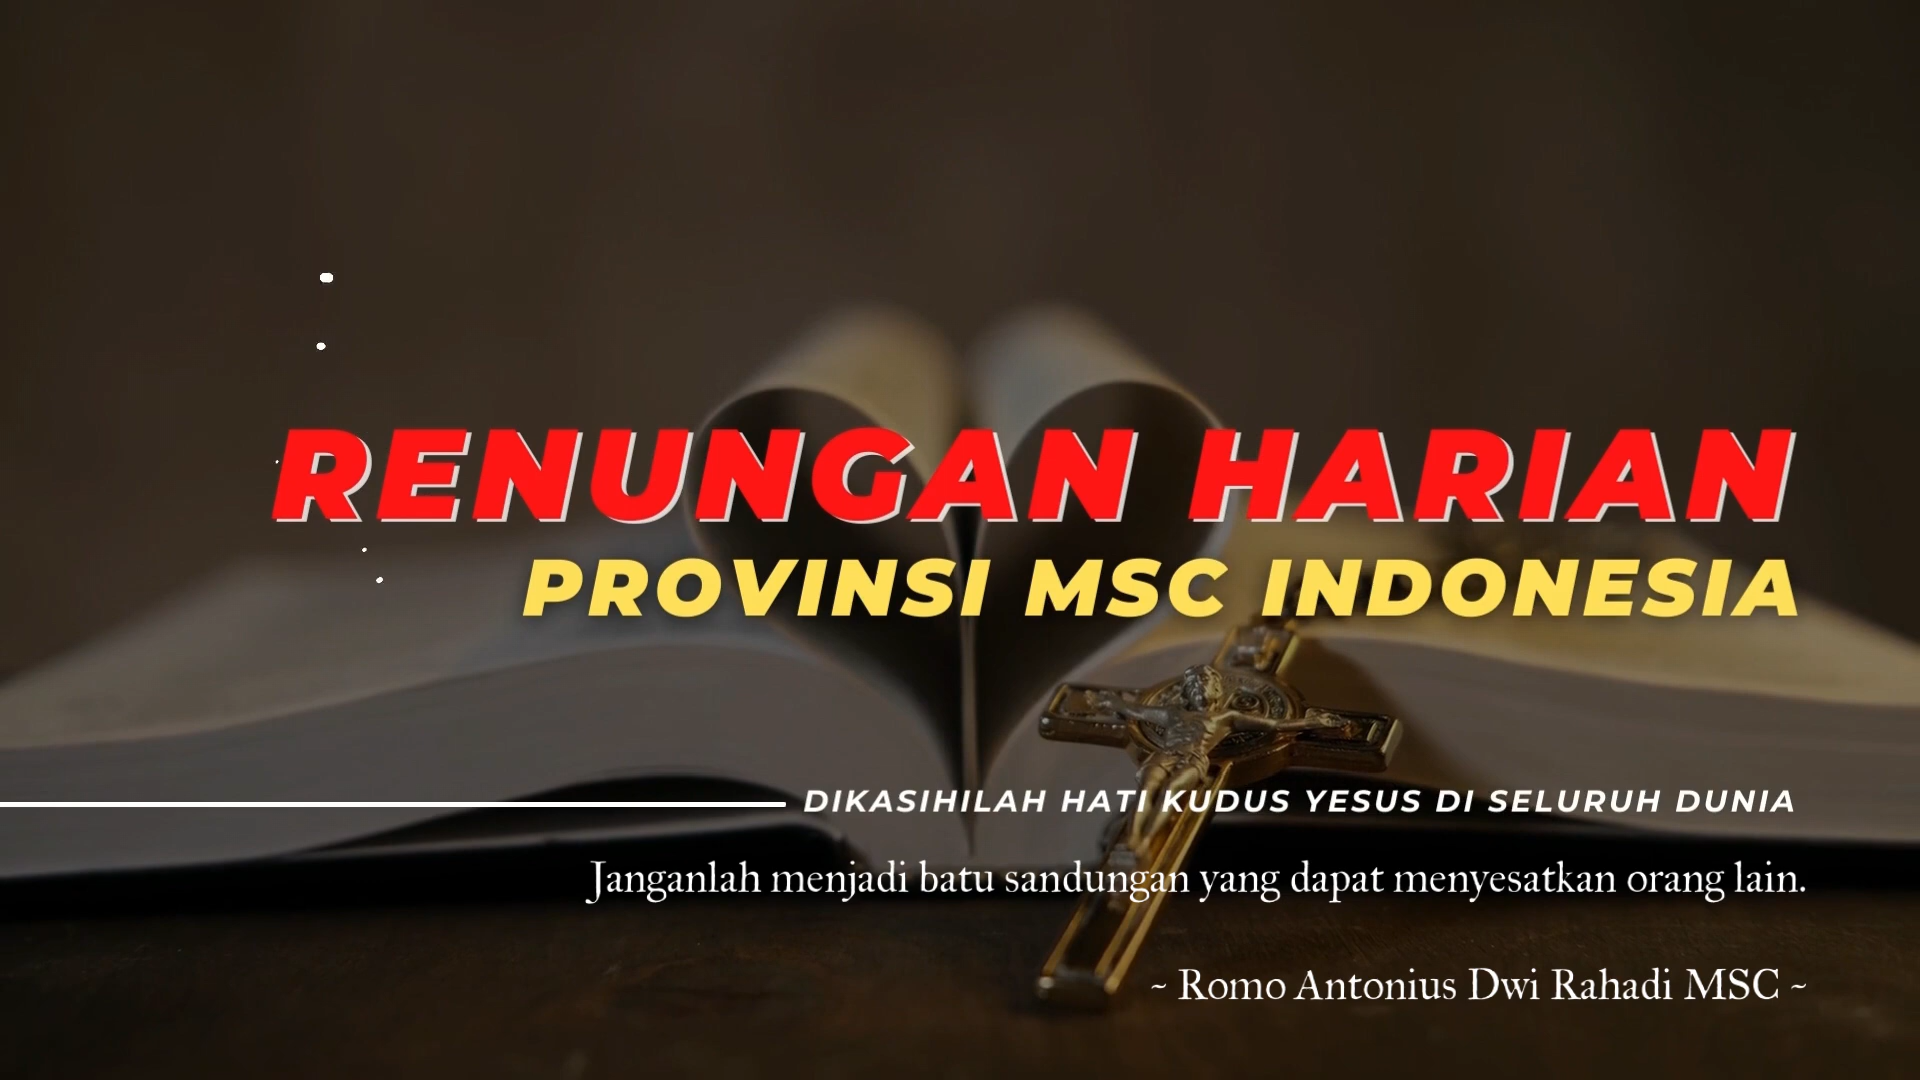 RENUNGAN HARIAN
PROVINSI MSC INDONESIA
DIKASIHILAH HATI KUDUS YESUS DI SELURUH DUNIA
Janganlah menjadi batu sandungan yang dapat menyesatkan orang lain.
~ Romo Antonius Dwi Rahadi MSC ~